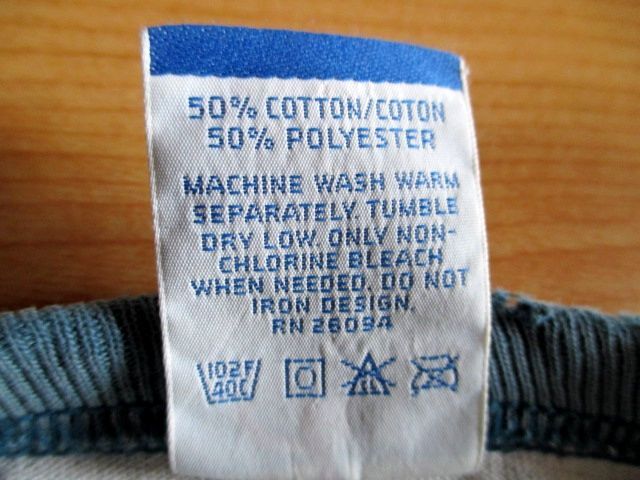 50% COTTON/COTON
50% POLYESTER
MACHINE WASH WARM
SEPARATELY. TUMBLE
DRY LOW. ONLY NON-
CHLORINE BLEACH
WHEN NEEDED. DO NOT
IRON DESIGN.
RN 28094
102F
40C